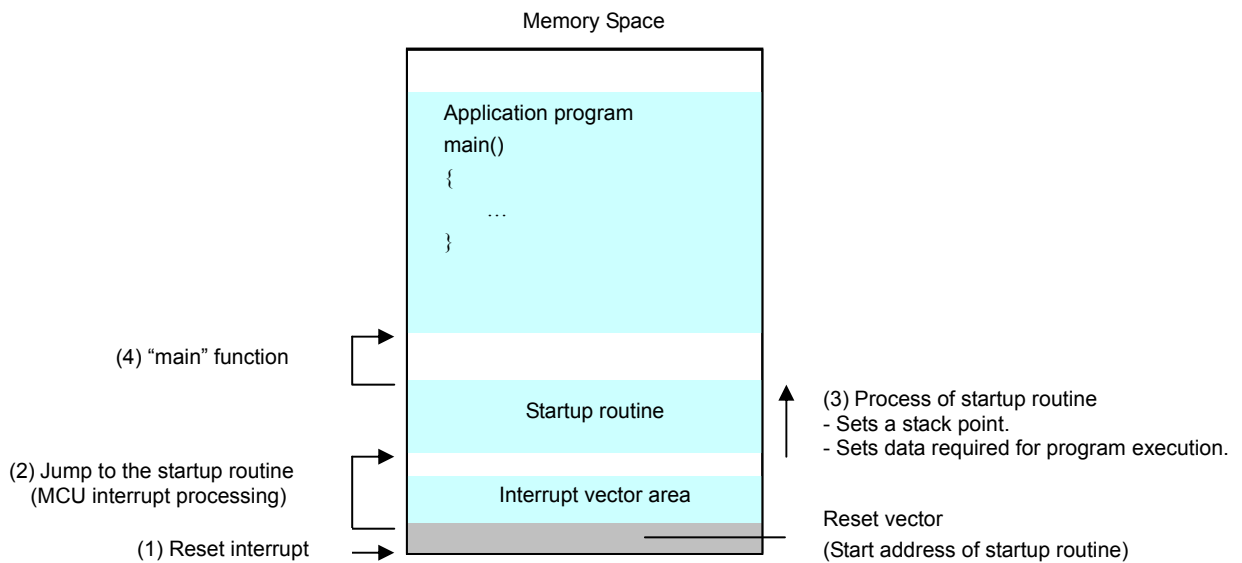 Memory Space
Application program
main()
{
…
}
(4) “main” function
Startup routine
(3) Process of startup routine
- Sets a stack point.
- Sets data required for program execution.
(2) Jump to the startup routine
(MCU interrupt processing)
Interrupt vector area
Reset vector
(Start address of startup routine)
(1) Reset interrupt